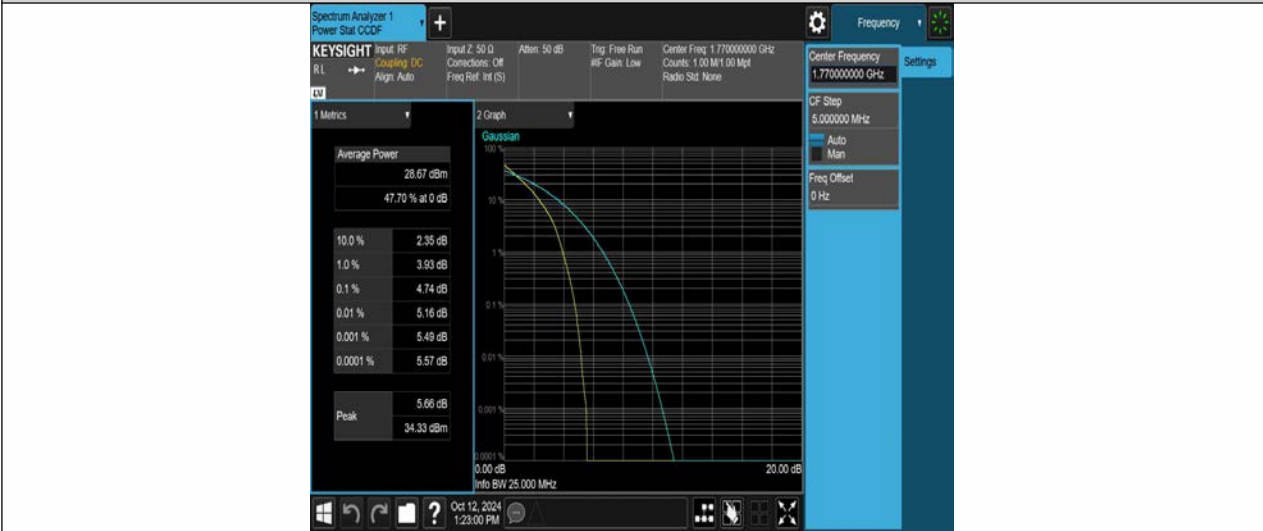 Spectrum Analyzer 1
Power Stat CCDF
+
Frequency
KEYSIGHT
Input: RF
Coupling: DC
Align: Auto
RL
LW
Input Z: 50 Ω
Corrections: Off
Freq Ref: Int (S)
Atten: 50 dB
Trig: Free Run
#IF Gain: Low
Center Freq: 1.770000000 GHz
Counts: 1.00 M/1.00 Mpt
Radio Std: None
Center Frequency
1.770000000 GHz
Settings
CF Step
5.000000 MHz
Auto
Man
Freq Offset
0 Hz
1 Metrics
Average Power
28.67 dBm
47.70 % at 0 dB
10.0 % 2.35 dB
1.0 % 3.93 dB
0.1 % 4.74 dB
0.01 % 5.16 dB
0.001 % 5.49 dB
0.0001 % 5.57 dB
Peak
5.66 dB
34.33 dBm
2 Graph
Gaussian
100 %
10 %
1 %
0.1 %
0.01 %
0.001 %
0.0001 %
0.00 dB
20.00 dB
Info BW 25.000 MHz
?
Oct 12, 2024
1:23:00 PM